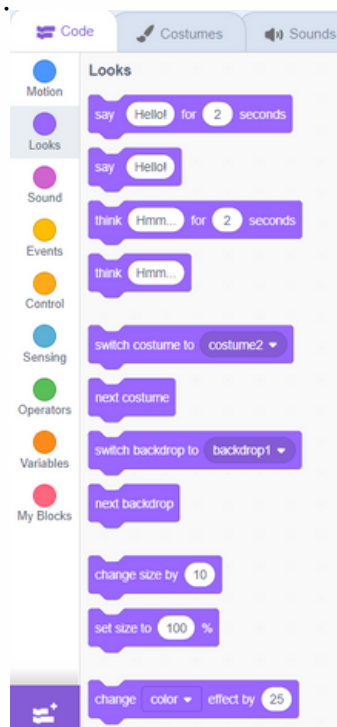 Code Costumes Sounds
Motion
Looks
Sound
Events
Control
Sensing
Operators
Variables
My Blocks
Looks
say Hello! for 2 seconds
say Hello!
think Hmm... for 2 seconds
think Hmm...
switch costume to costume2
next costume
switch backdrop to backdrop1
next backdrop
change size by 10
set size to 100 %
change color effect by 25